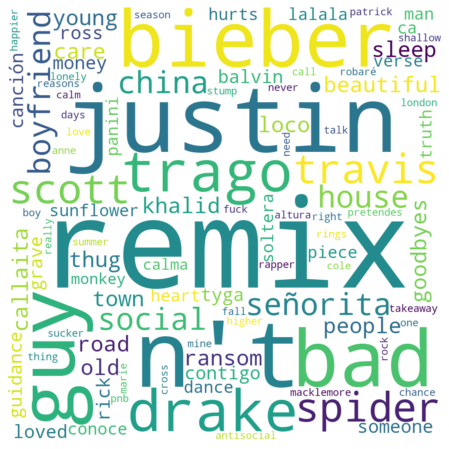 season patrick happier
ross young hurts lalala man
care bieber ca shallow
reasons sleep
money verse
canción calm boyfriend china balvin beautiful
lonely stump call never robaré
justin
days panini loco london
love trago talk truth
anne scott need travis
boy sunflower khalid house
fuck altura right pretendes
really remix goodbyes
summer soltera rings
grave thug calma piece
callaita monkey rapper cole
guidance heart tyga señorita
town fall higher takeaway
guy social n't bad people one
road mine
sucker old ransom rock
thing rick contigo
pnbmarie dance macklemore chance
loved conoce cross drake spider someone
antisocial